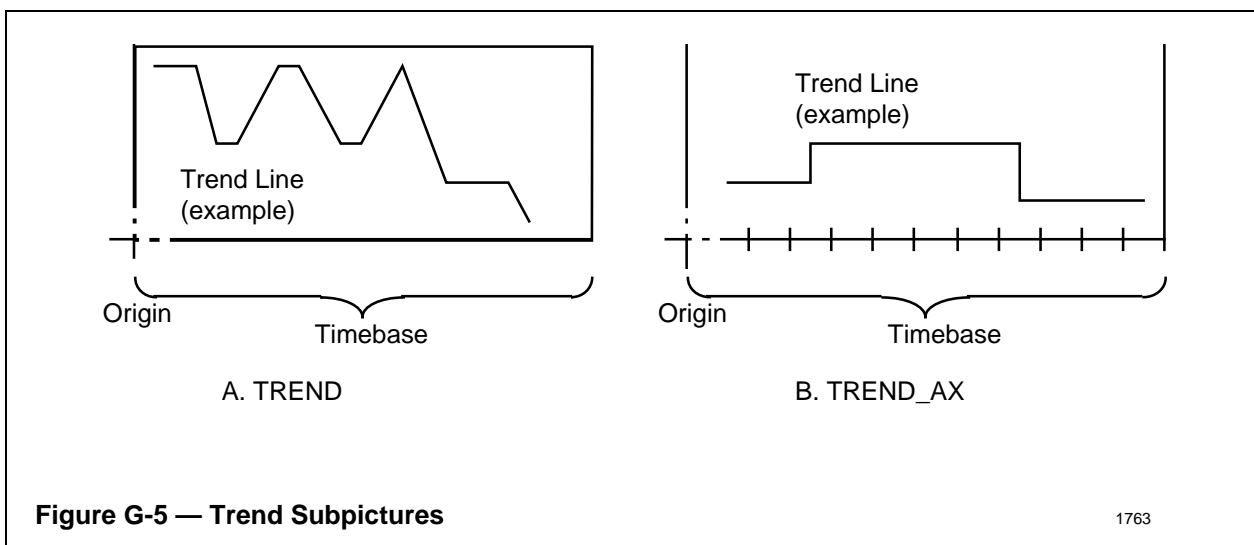 Trend Line
(example)
Origin
Timebase
A. TREND
Trend Line
(example)
Origin
Timebase
B. TREND_AX
Figure G-5 — Trend Subpictures
1763